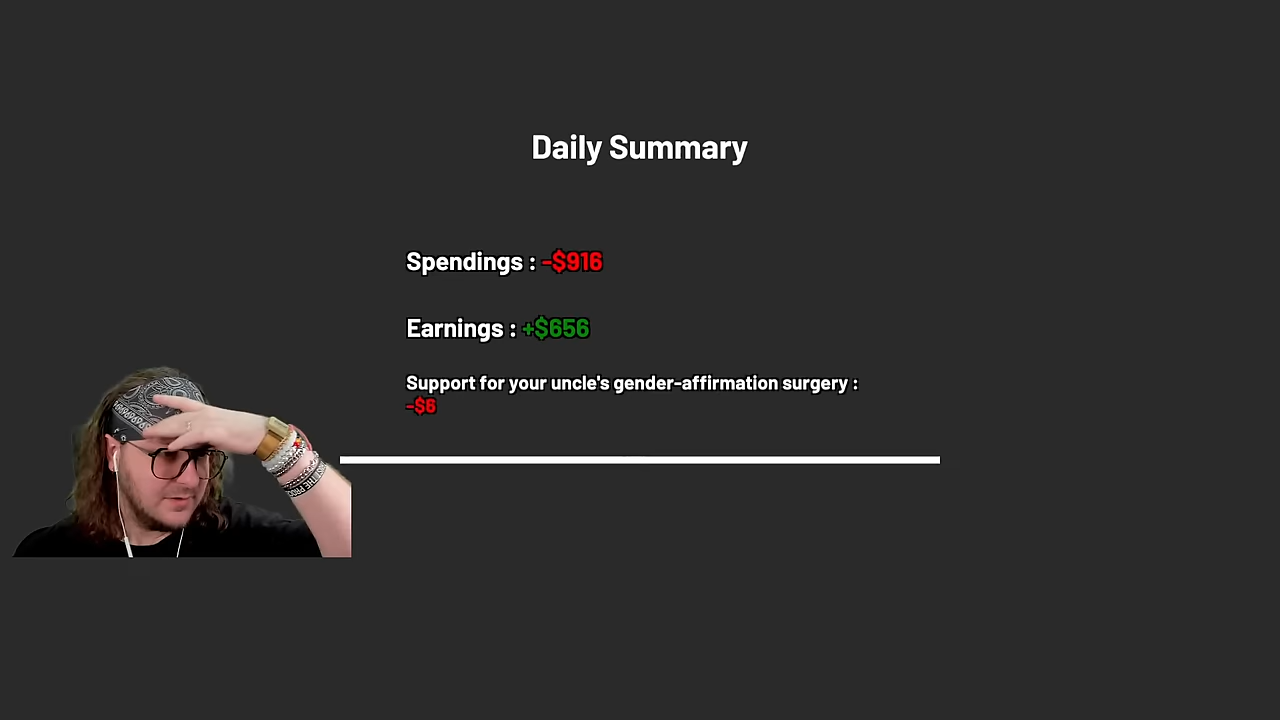 Daily Summary
Spendings : -$916
Earnings : +$656
Support for your uncle's gender-affirmation surgery :
-$6